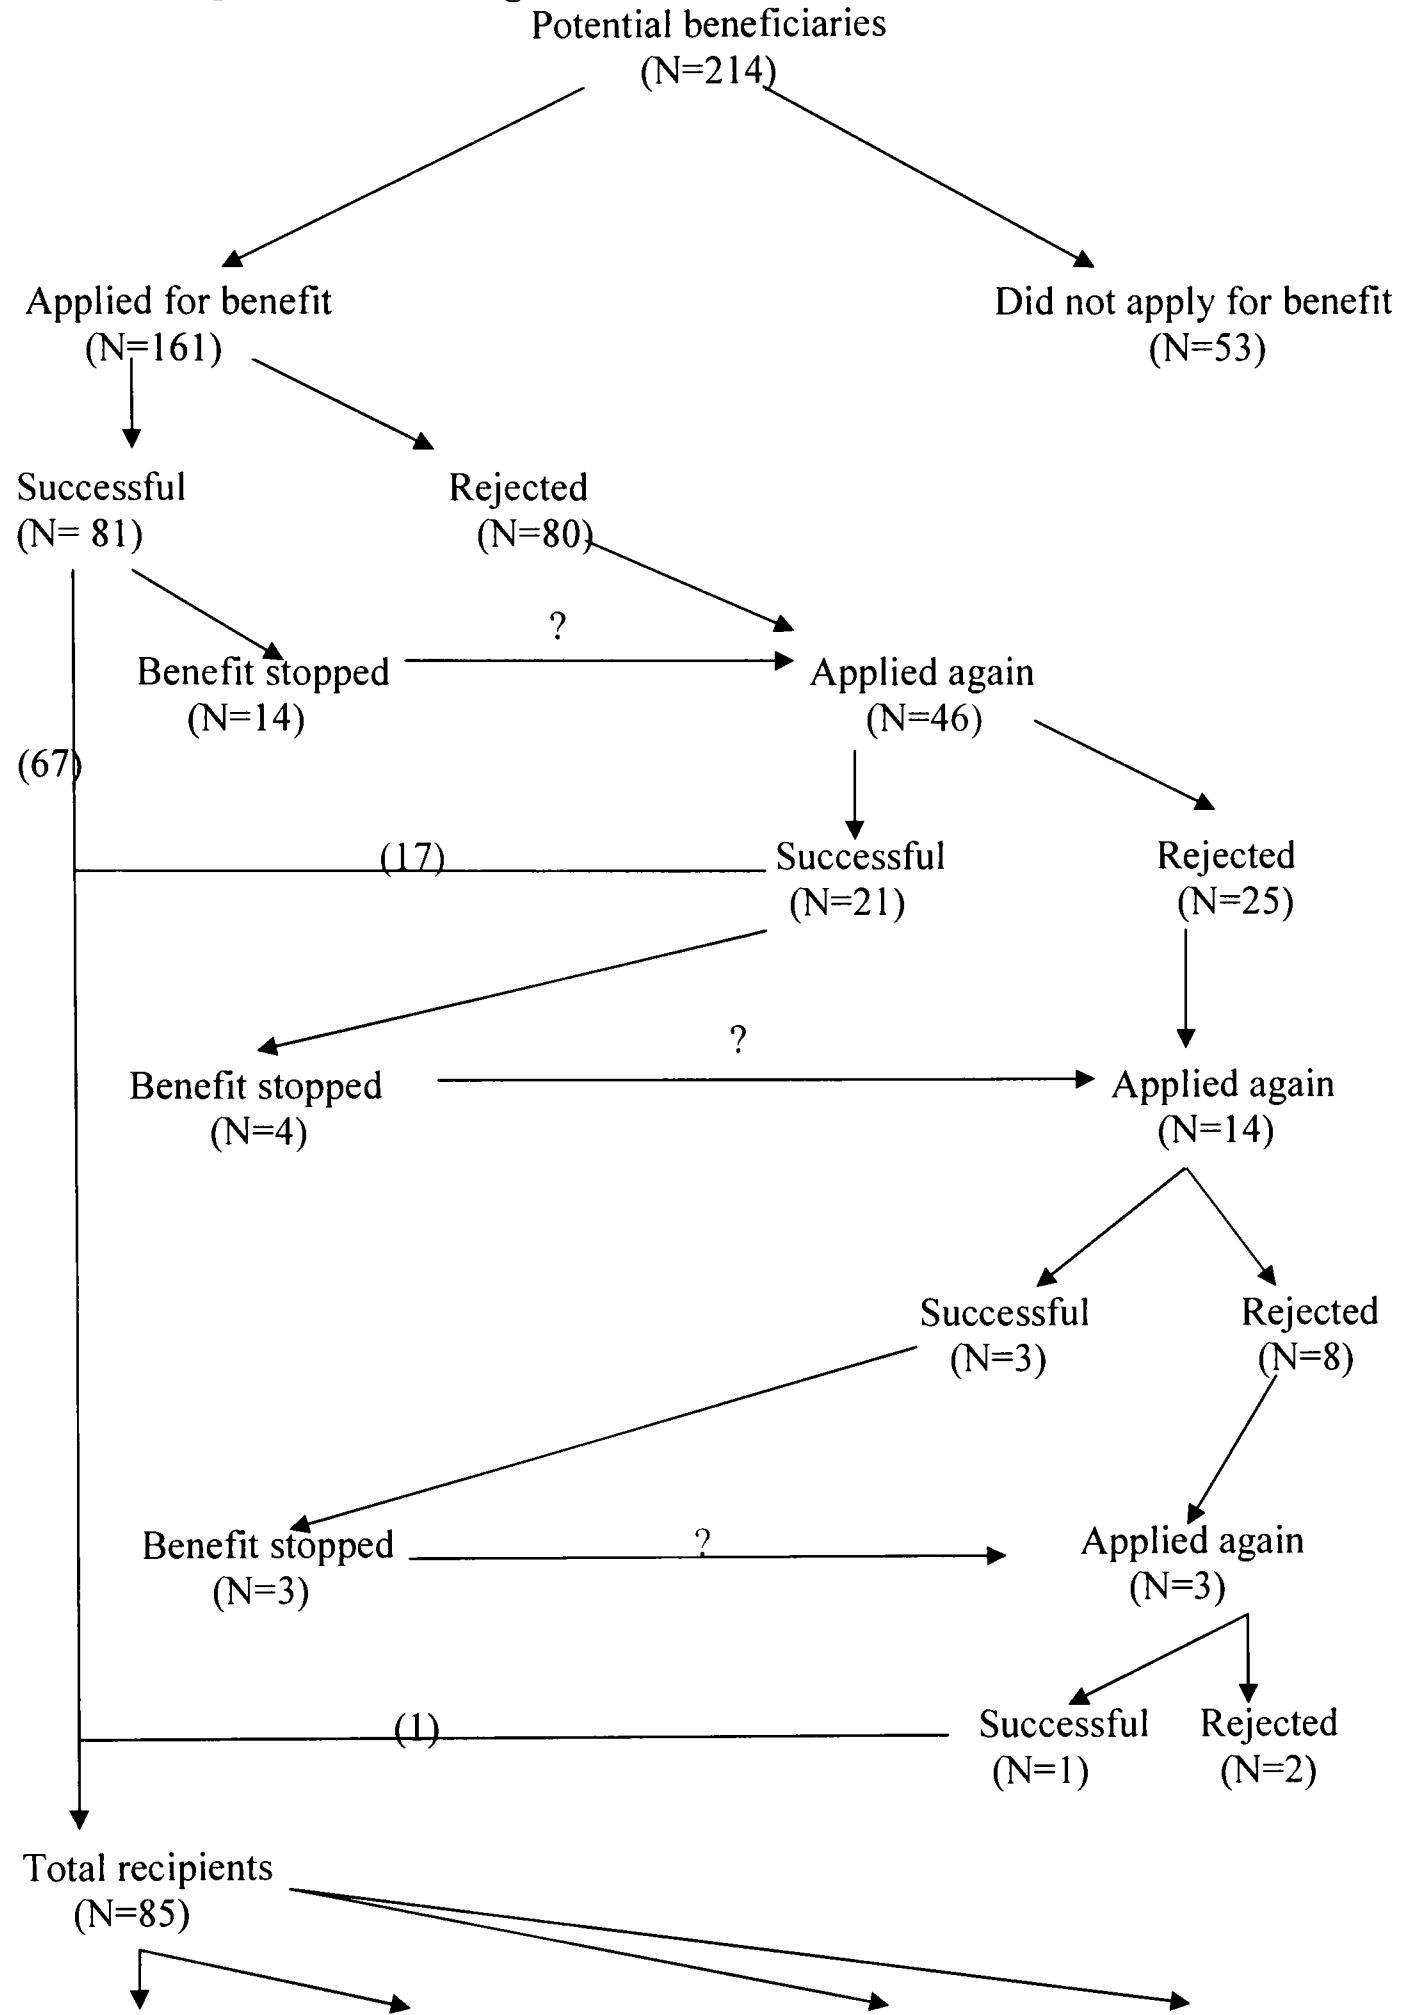 Potential beneficiaries
(N=214)
Applied for benefit
(N=161)
Did not apply for benefit
(N=53)
Successful
(N= 81)
Rejected
(N=80)
?
Benefit stopped
(N=14)
Applied again
(N=46)
(67)
(17)
Successful
(N=21)
Rejected
(N=25)
?
Benefit stopped
(N=4)
Applied again
(N=14)
Successful
(N=3)
Rejected
(N=8)
Benefit stopped
(N=3)
?
Applied again
(N=3)
(1)
Successful
(N=1)
Rejected
(N=2)
Total recipients
(N=85)